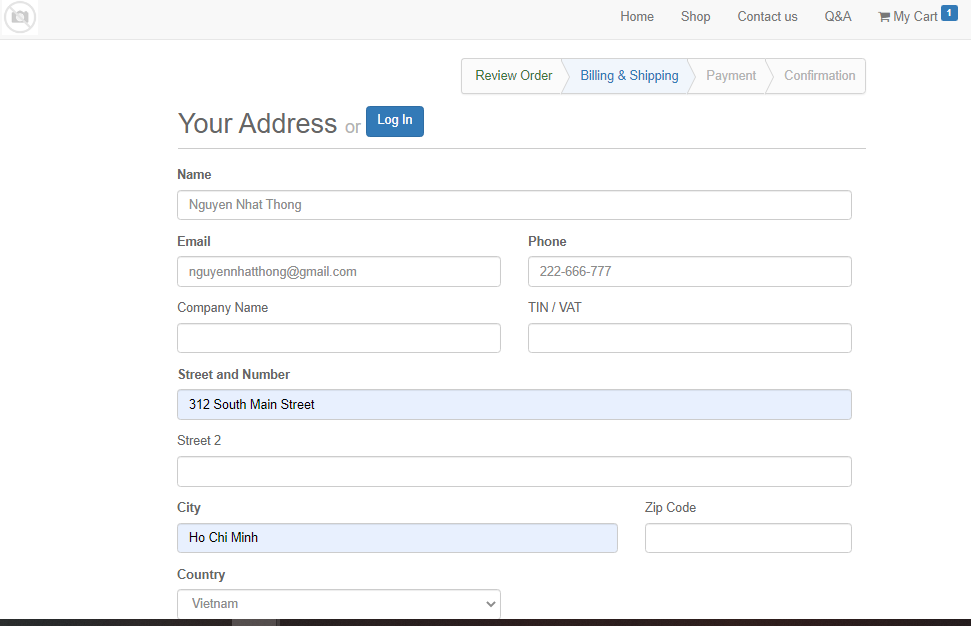 Home Shop Contact us Q&A My Cart 1
Review Order Billing & Shipping Payment Confirmation
Your Address or Log In
Name
Nguyen Nhat Thong
Email Phone
nguyennhatthong@gmail.com 222-666-777
Company Name TIN / VAT
Street and Number
312 South Main Street
Street 2
City Zip Code
Ho Chi Minh
Country
Vietnam